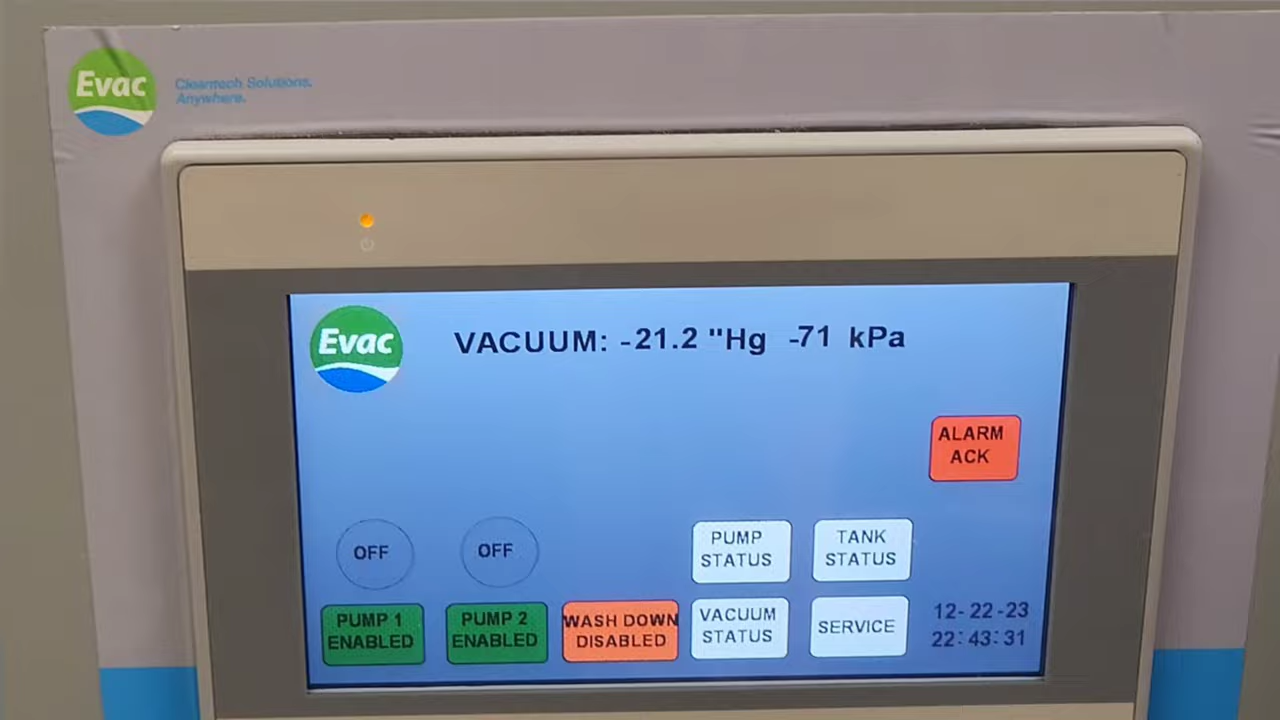 Evac
Cleantech Solutions.
Anywhere.
Evac
VACUUM: -21.2 "Hg -71 kPa
ALARM
ACK
OFF
OFF
PUMP
STATUS
TANK
STATUS
PUMP 1
ENABLED
PUMP 2
ENABLED
WASH DOWN
DISABLED
VACUUM
STATUS
SERVICE
12-22-23
22:43:31